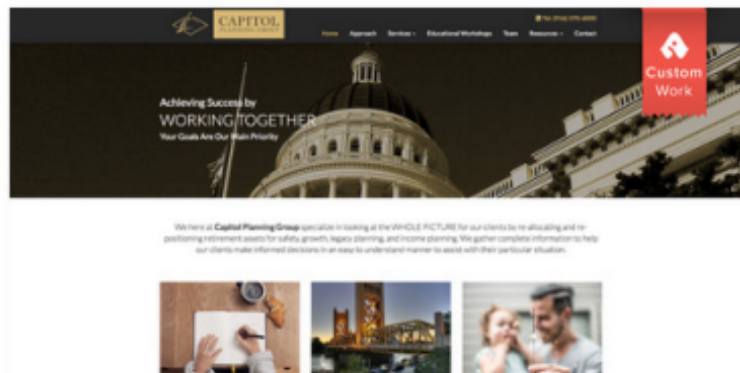 CAPITOL
PLANNING GROUP
Home Approach Services Educational Workshops Team Resources Contact
Custom
Work
Achieving Success by
WORKING TOGETHER
Your Goals Are Our Main Priority
We here at Capitol Planning Group specialize in looking at the WHOLE PICTURE for our clients by re-allocating and re-
positioning retirement assets for safety, growth, legacy planning, and income planning. We gather complete information to help
our clients make informed decisions in an easy to understand manner to assist with their particular situation.